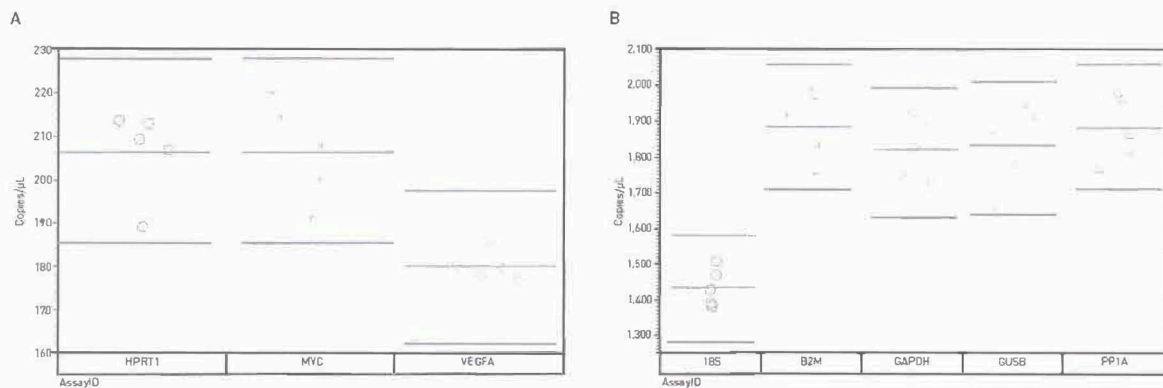 A
B
230
220
210
200
190
180
170
160
Copies/µL
HPRT1
MYC
VEGFA
AssayID
2,100
2,000
1,900
1,800
1,700
1,600
1,500
1,400
1,300
Copies/µL
18S
B2M
GAPDH
GUSB
PP1A
AssayID